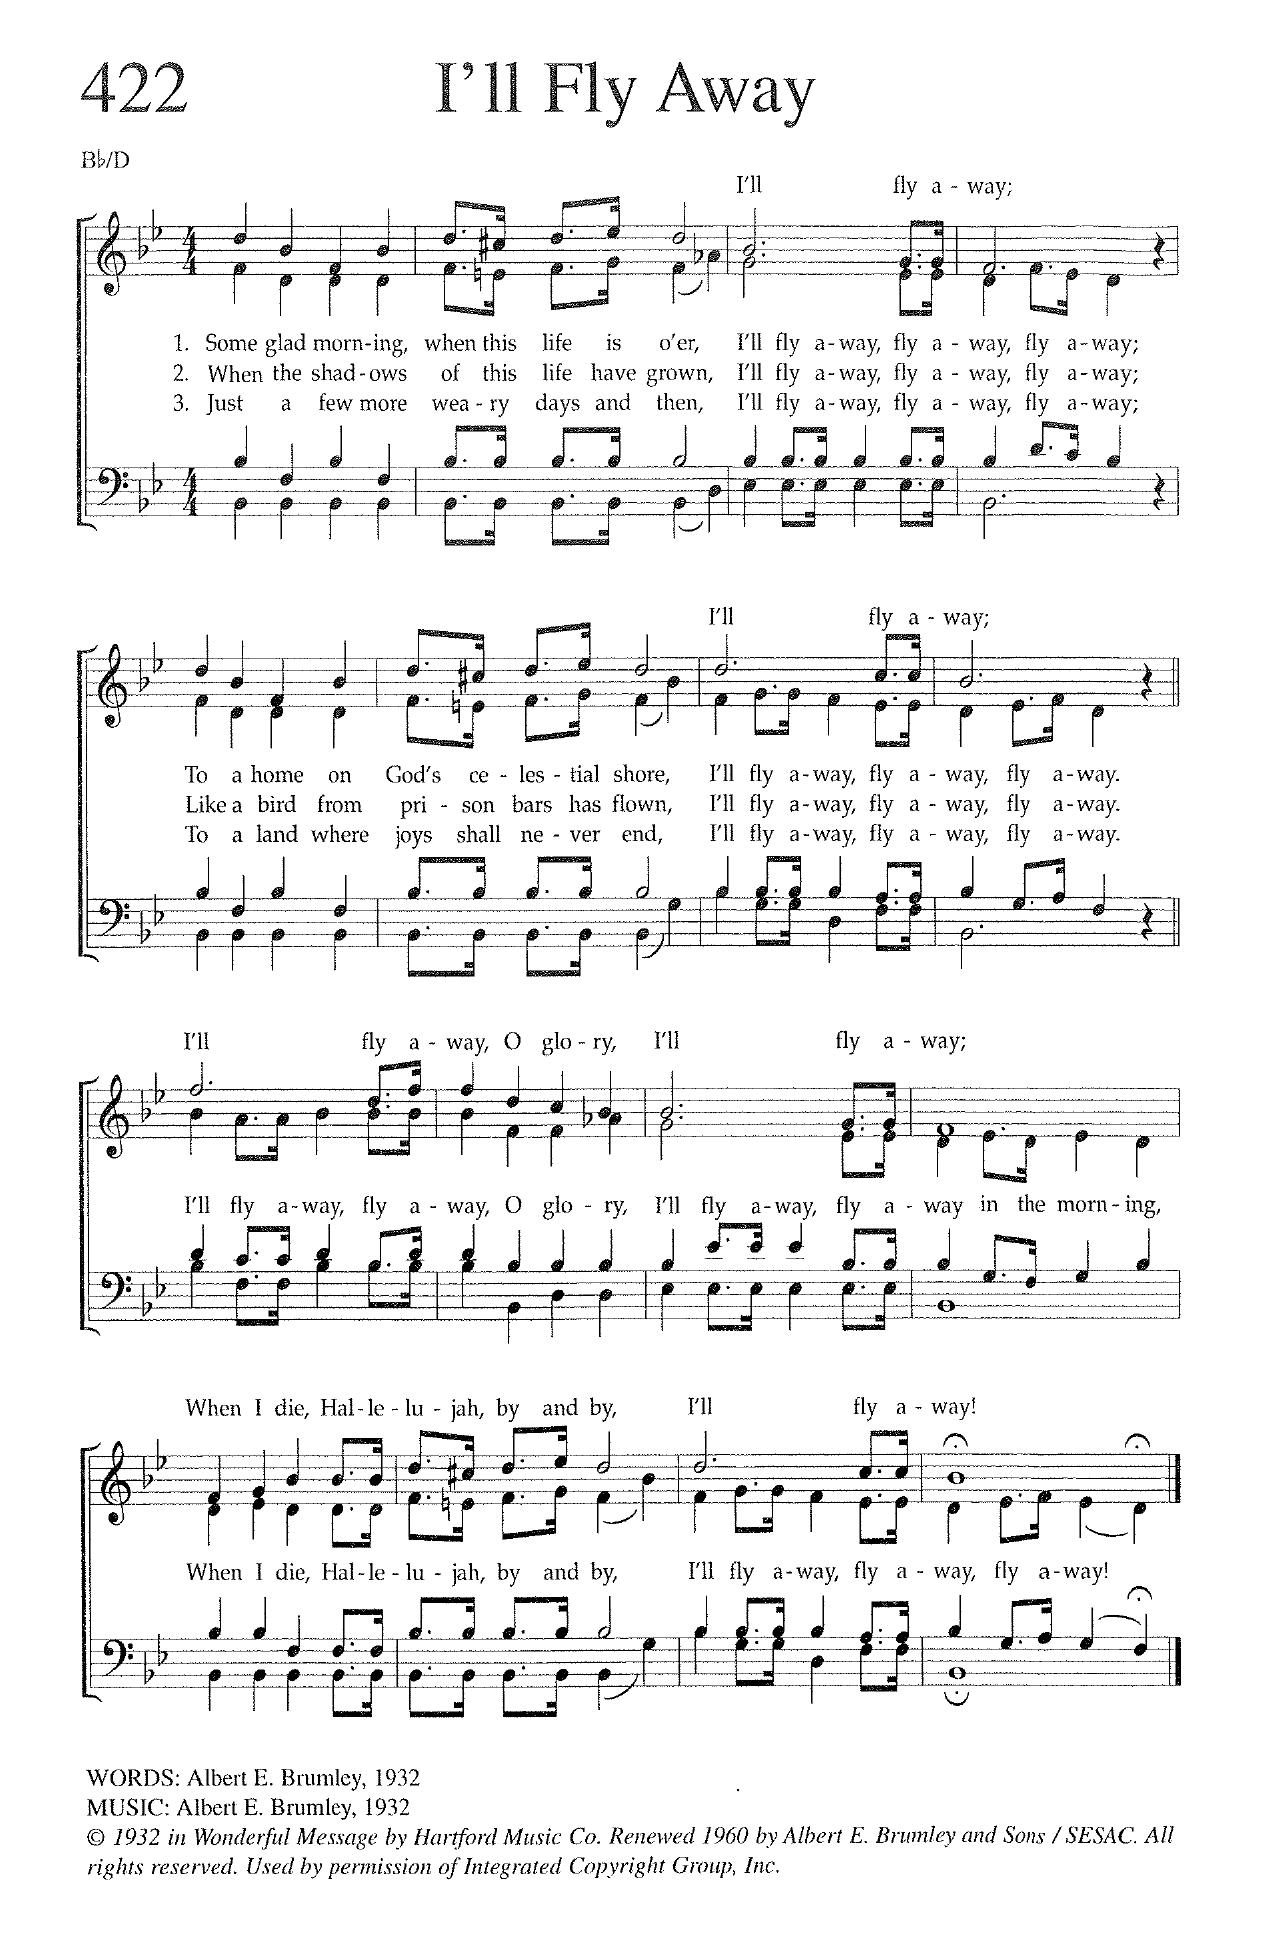 422 I'll Fly Away
B♭/D
I'll fly a - way;
1. Some glad morn-ing, when this life is o'er, I'll fly a-way, fly a - way, fly a-way;
2. When the shad-ows of this life have grown, I'll fly a-way, fly a - way, fly a-way;
3. Just a few more wea - ry days and then, I'll fly a-way, fly a - way, fly a-way;
I'll fly a - way;
To a home on God's ce - les - tial shore, I'll fly a-way, fly a - way, fly a-way.
Like a bird from pri - son bars has flown, I'll fly a-way, fly a - way, fly a-way.
To a land where joys shall ne - ver end, I'll fly a-way, fly a - way, fly a-way.
I'll fly a - way, O glo - ry, I'll fly a - way;
I'll fly a-way, fly a - way, O glo - ry, I'll fly a-way, fly a - way in the morn-ing,
When I die, Hal-le-lu - jah, by and by, I'll fly a - way!
When I die, Hal-le-lu - jah, by and by, I'll fly a-way, fly a - way, fly a-way!
WORDS: Albert E. Brumley, 1932
MUSIC: Albert E. Brumley, 1932
© 1932 in Wonderful Message by Hartford Music Co. Renewed 1960 by Albert E. Brumley and Sons / SESAC. All
rights reserved. Used by permission of Integrated Copyright Group, Inc.